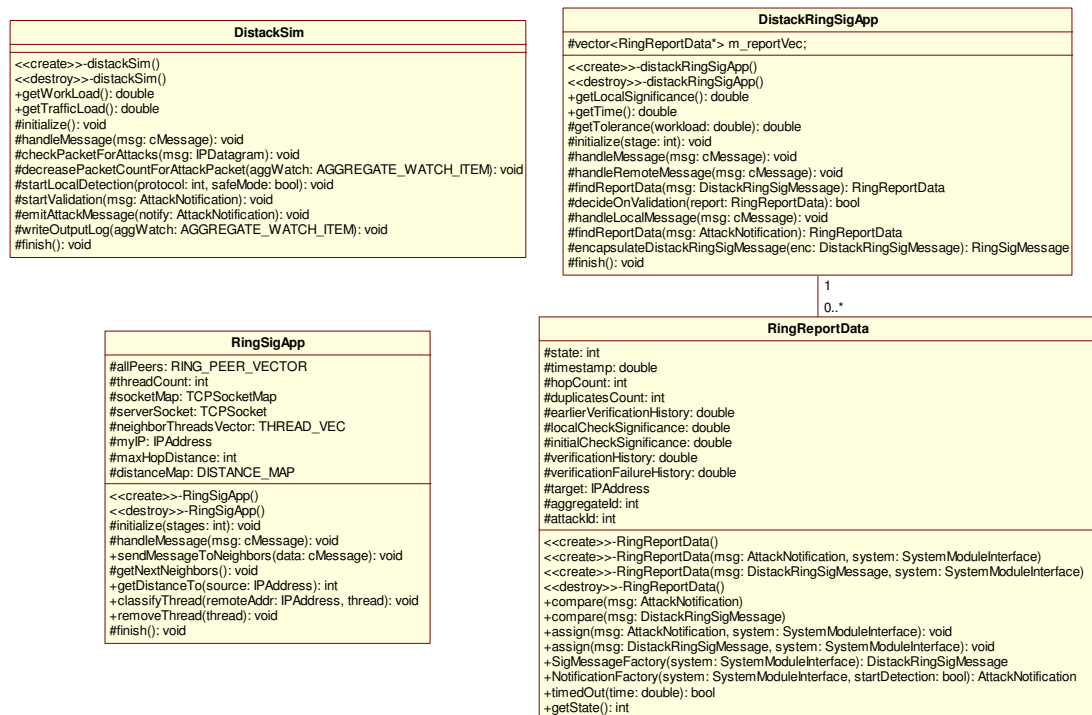 DistackSim
<<create>>-distackSim()
<<destroy>>-distackSim()
+getWorkLoad(): double
+getTrafficLoad(): double
#initialize(): void
#handleMessage(msg: cMessage): void
#checkPacketForAttacks(msg: IPDatagram): void
#decreasePacketCountForAttackPacket(aggWatch: AGGREGATE_WATCH_ITEM): void
#startLocalDetection(protocol: int, safeMode: bool): void
#startValidation(msg: AttackNotification): void
#emitAttackMessage(notify: AttackNotification): void
#writeOutputLog(aggWatch: AGGREGATE_WATCH_ITEM): void
#finish(): void
DistackRingSigApp
#vector<RingReportData*> m_reportVec;
<<create>>-distackRingSigApp()
<<destroy>>-distackRingSigApp()
+getLocalSignificance(): double
+getTime(): double
#getTolerance(workload: double): double
#initialize(stage: int): void
#handleMessage(msg: cMessage): void
#handleRemoteMessage(msg: cMessage): void
#findReportData(msg: DistackRingSigMessage): RingReportData
#decideOnValidation(report: RingReportData): bool
#handleLocalMessage(msg: cMessage): void
#findReportData(msg: AttackNotification): RingReportData
#encapsulateDistackRingSigMessage(enc: DistackRingSigMessage): RingSigMessage
#finish(): void
1
0..*
RingSigApp
#allPeers: RING_PEER_VECTOR
#threadCount: int
#socketMap: TCPSocketMap
#serverSocket: TCPSocket
#neighborThreadsVector: THREAD_VEC
#myIP: IPAddress
#maxHopDistance: int
#distanceMap: DISTANCE_MAP
<<create>>-RingSigApp()
<<destroy>>-RingSigApp()
#initialize(stages: int): void
#handleMessage(msg: cMessage): void
+sendMessageToNeighbors(data: cMessage): void
#getNextNeighbors(): void
+getDistanceTo(source: IPAddress): int
+classifyThread(remoteAddr: IPAddress, thread): void
+removeThread(thread): void
#finish(): void
RingReportData
#state: int
#timestamp: double
#hopCount: int
#duplicatesCount: int
#earlierVerificationHistory: double
#localCheckSignificance: double
#initialCheckSignificance: double
#verificationHistory: double
#verificationFailureHistory: double
#target: IPAddress
#aggregateId: int
#attackId: int
<<create>>-RingReportData()
<<create>>-RingReportData(msg: AttackNotification, system: SystemModuleInterface)
<<create>>-RingReportData(msg: DistackRingSigMessage, system: SystemModuleInterface)
<<destroy>>-RingReportData()
+compare(msg: AttackNotification)
+compare(msg: DistackRingSigMessage)
+assign(msg: AttackNotification, system: SystemModuleInterface): void
+assign(msg: DistackRingSigMessage, system: SystemModuleInterface): void
+SigMessageFactory(system: SystemModuleInterface): DistackRingSigMessage
+NotificationFactory(system: SystemModuleInterface, startDetection: bool): AttackNotification
+timedOut(time: double): bool
+getState(): int